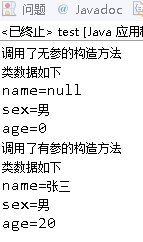 问题 @ Javadoc
<已终止> test [Java 应用
调用了无参的构造方法
类数据如下
name=null
sex=男
age=0
调用了有参的构造方法
类数据如下
name=张三
sex=男
age=20